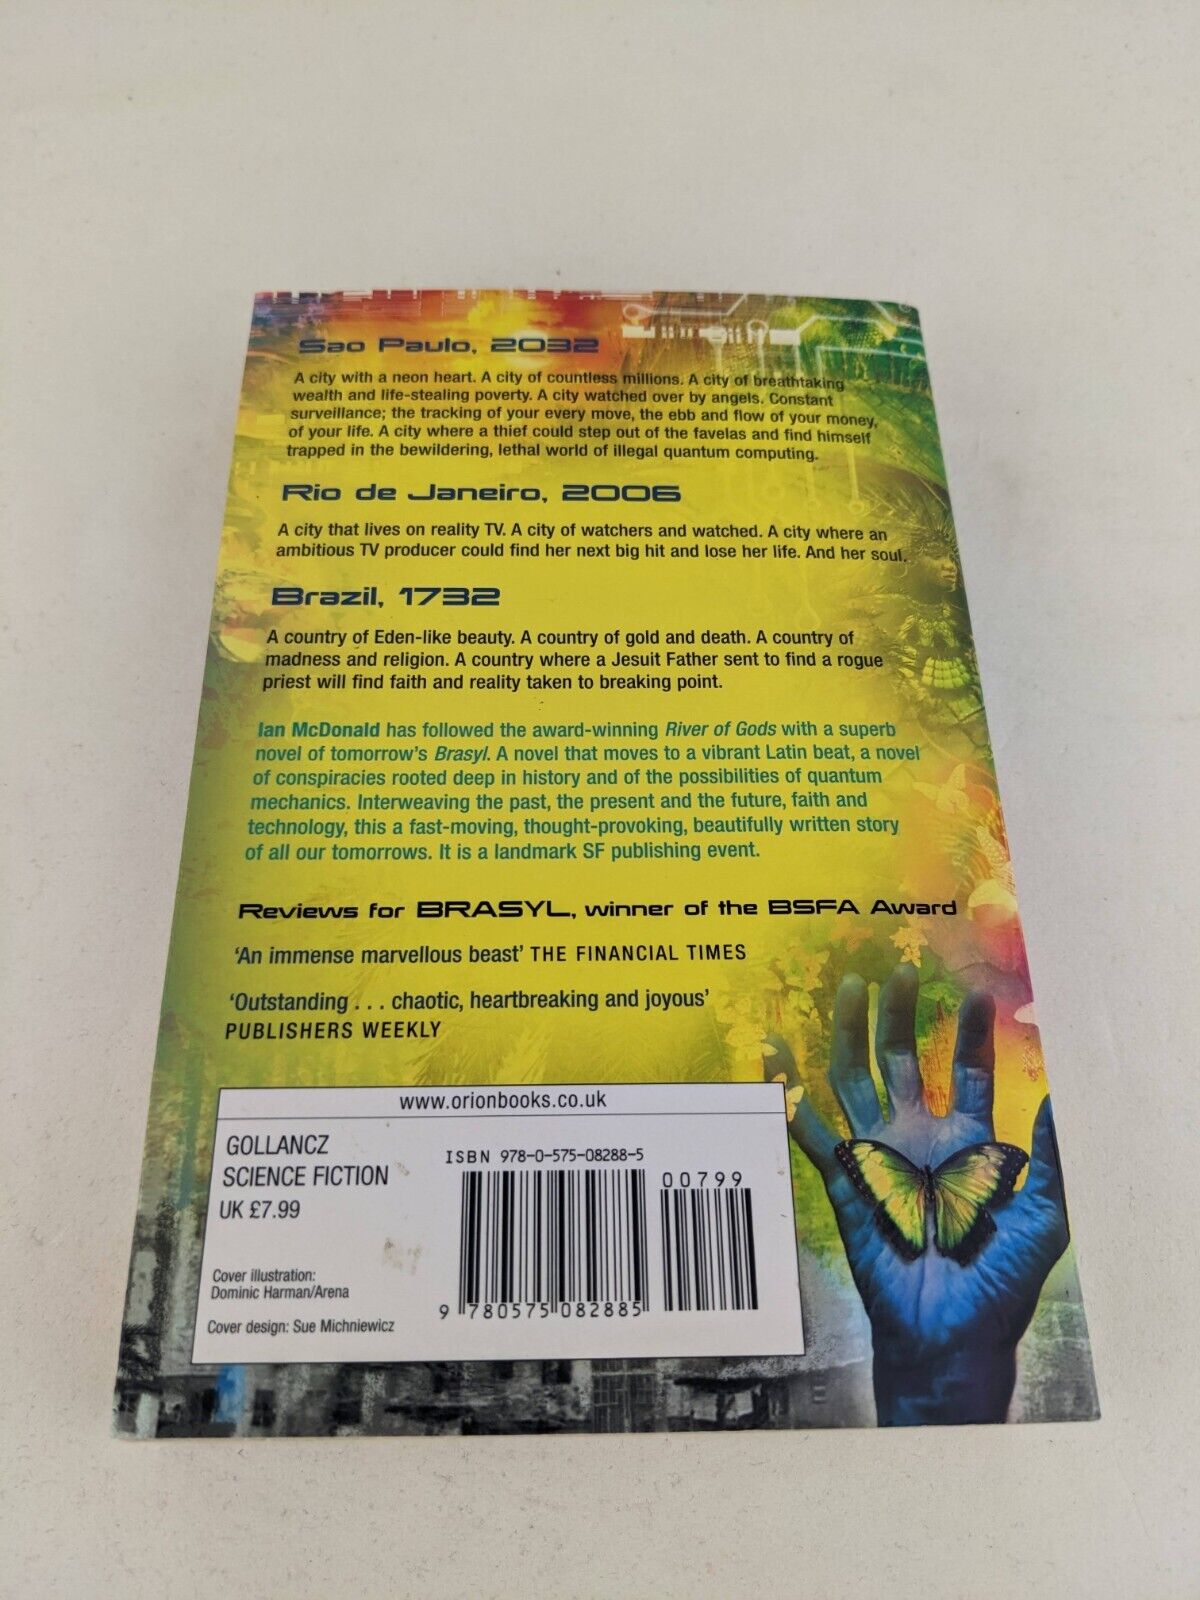 Sao Paulo, 2032
A city with a neon heart. A city of countless millions. A city of breathtaking
wealth and life-stealing poverty. A city watched over by angels. Constant
surveillance; the tracking of your every move, the ebb and flow of your money,
of your life. A city where a thief could step out of the favelas and find himself
trapped in the bewildering, lethal world of illegal quantum computing.
Rio de Janeiro, 2006
A city that lives on reality TV. A city of watchers and watched. A city where an
ambitious TV producer could find her next big hit and lose her life. And her soul.
Brazil, 1732
A country of Eden-like beauty. A country of gold and death. A country of
madness and religion. A country where a Jesuit Father sent to find a rogue
priest will find faith and reality taken to breaking point.
Ian McDonald has followed the award-winning River of Gods with a superb
novel of tomorrow's Brasyl. A novel that moves to a vibrant Latin beat, a novel
of conspiracies rooted deep in history and of the possibilities of quantum
mechanics. Interweaving the past, the present and the future, faith and
technology, this a fast-moving, thought-provoking, beautifully written story
of all our tomorrows. It is a landmark SF publishing event.
Reviews for BRASYL, winner of the BSFA Award
'An immense marvellous beast' THE FINANCIAL TIMES
'Outstanding . . . chaotic, heartbreaking and joyous'
PUBLISHERS WEEKLY
www.orionbooks.co.uk
GOLLANCZ
SCIENCE FICTION
UK £7.99
Cover illustration:
Dominic Harman/Arena
Cover design: Sue Michniewicz
ISBN 978-0-575-08288-5
00799
9 780575 082885